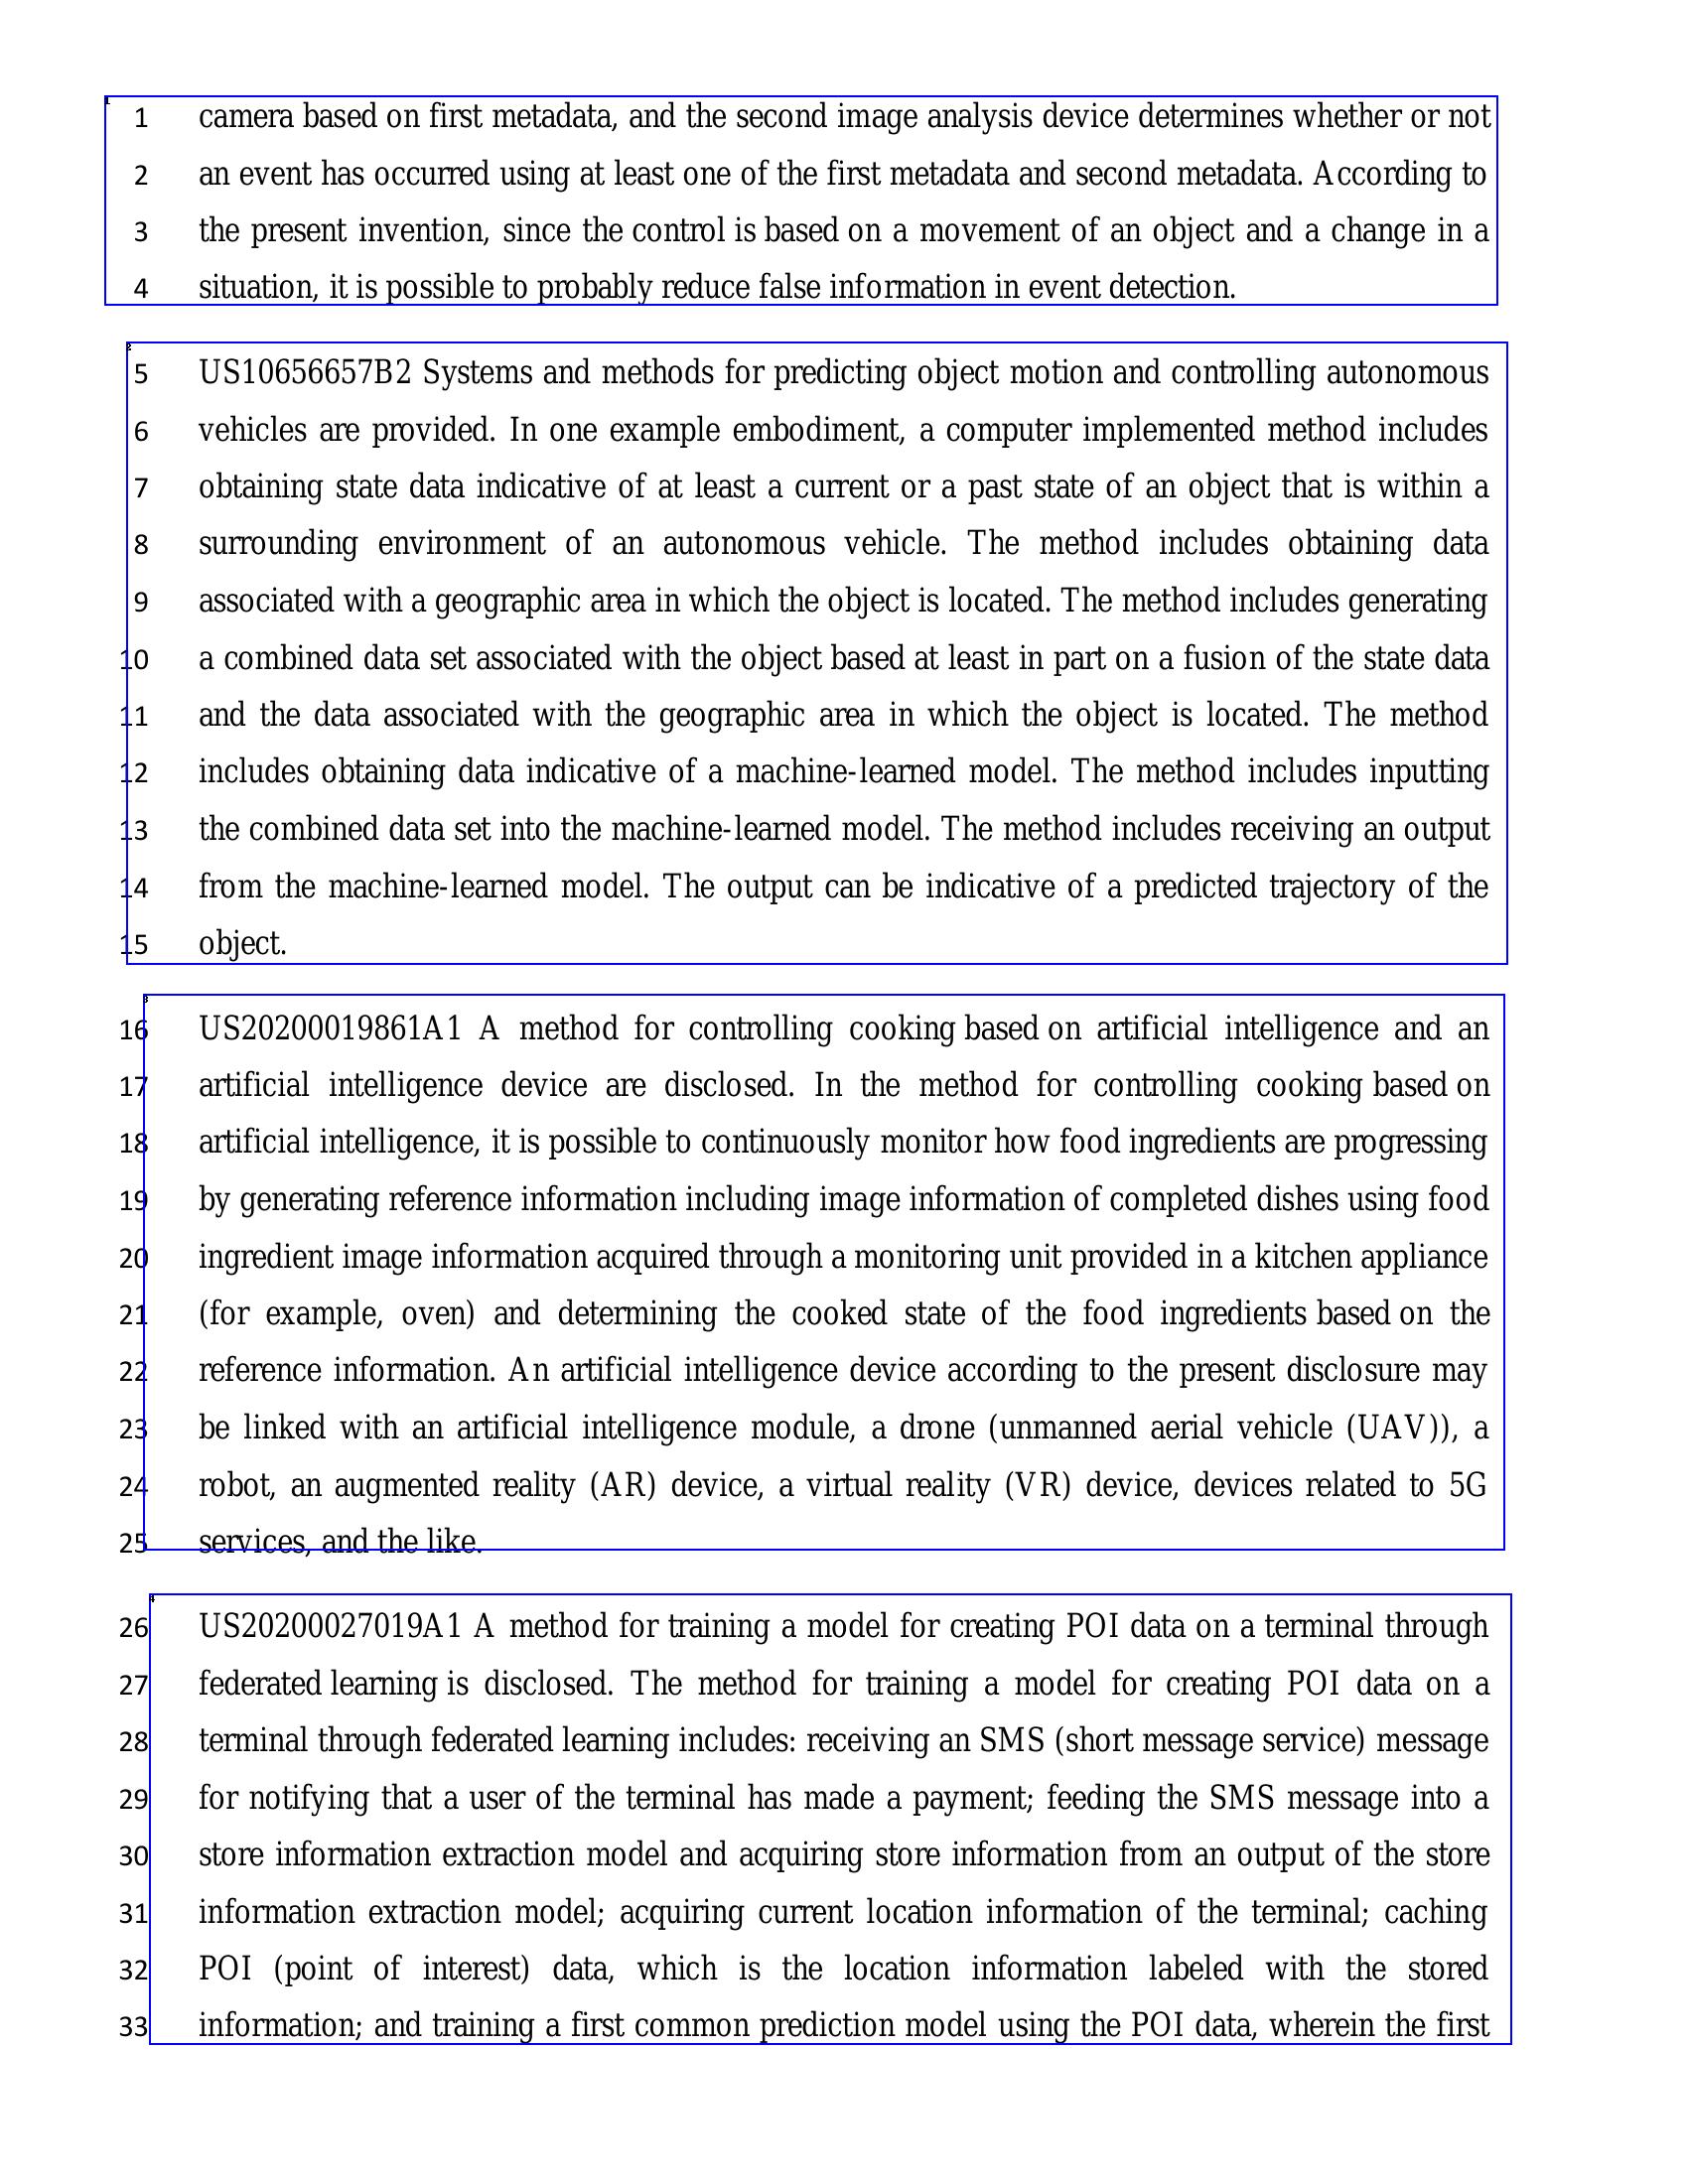 1 camera based on first metadata, and the second image analysis device determines whether or not
2 an event has occurred using at least one of the first metadata and second metadata. According to
3 the present invention, since the control is based on a movement of an object and a change in a
4 situation, it is possible to probably reduce false information in event detection.
5 US10656657B2 Systems and methods for predicting object motion and controlling autonomous
6 vehicles are provided. In one example embodiment, a computer implemented method includes
7 obtaining state data indicative of at least a current or a past state of an object that is within a
8 surrounding environment of an autonomous vehicle. The method includes obtaining data
9 associated with a geographic area in which the object is located. The method includes generating
10 a combined data set associated with the object based at least in part on a fusion of the state data
11 and the data associated with the geographic area in which the object is located. The method
12 includes obtaining data indicative of a machine-learned model. The method includes inputting
13 the combined data set into the machine-learned model. The method includes receiving an output
14 from the machine-learned model. The output can be indicative of a predicted trajectory of the
15 object.
16 US20200019861A1 A method for controlling cooking based on artificial intelligence and an
17 artificial intelligence device are disclosed. In the method for controlling cooking based on
18 artificial intelligence, it is possible to continuously monitor how food ingredients are progressing
19 by generating reference information including image information of completed dishes using food
20 ingredient image information acquired through a monitoring unit provided in a kitchen appliance
21 (for example, oven) and determining the cooked state of the food ingredients based on the
22 reference information. An artificial intelligence device according to the present disclosure may
23 be linked with an artificial intelligence module, a drone (unmanned aerial vehicle (UAV)), a
24 robot, an augmented reality (AR) device, a virtual reality (VR) device, devices related to 5G
25 services, and the like.
26 US20200027019A1 A method for training a model for creating POI data on a terminal through
27 federated learning is disclosed. The method for training a model for creating POI data on a
28 terminal through federated learning includes: receiving an SMS (short message service) message
29 for notifying that a user of the terminal has made a payment; feeding the SMS message into a
30 store information extraction model and acquiring store information from an output of the store
31 information extraction model; acquiring current location information of the terminal; caching
32 POI (point of interest) data, which is the location information labeled with the stored
33 information; and training a first common prediction model using the POI data, wherein the first